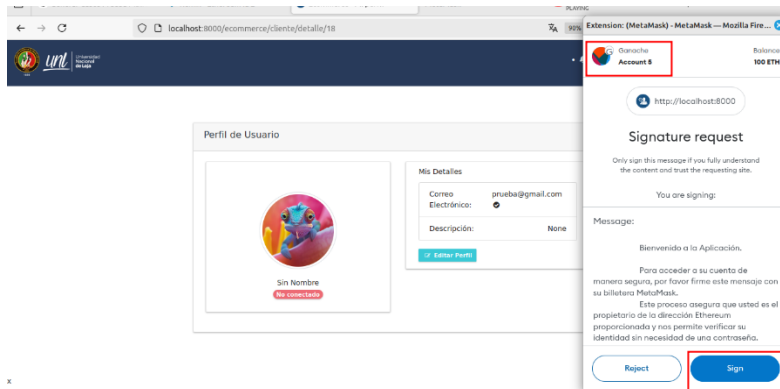 localhost:8000/ecommerce/cliente/detalle/18
90%
Extension: (MetaMask) - MetaMask — Mozilla Fire...
unl
Universidad
Nacional
de Loja
Ganache
Account 5
Balance
100 ETH
http://localhost:8000
Signature request
Only sign this message if you fully understand
the content and trust the requesting site.
You are signing:
Message:
Bienvenido a la Aplicación.
Para acceder a su cuenta de
manera segura, por favor firme este mensaje con
su billetera MetaMask.
Este proceso asegura que usted es el
propietario de la dirección Ethereum
proporcionada y nos permite verificar su
identidad sin necesidad de una contraseña.
Reject
Sign
Perfil de Usuario
Sin Nombre
No conectado
Mis Detalles
Correo
Electrónico:
prueba@gmail.com
Descripción:
None
Editar Perfil
x